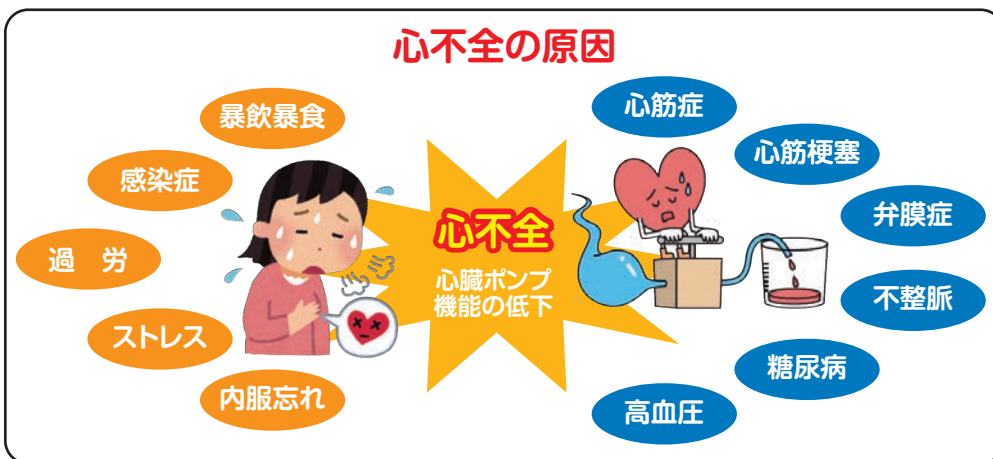 心不全の原因
暴飲暴食
感染症
過 労
ストレス
内服忘れ
心不全
心臓ポンプ
機能の低下
心筋症
心筋梗塞
弁膜症
不整脈
糖尿病
高血圧